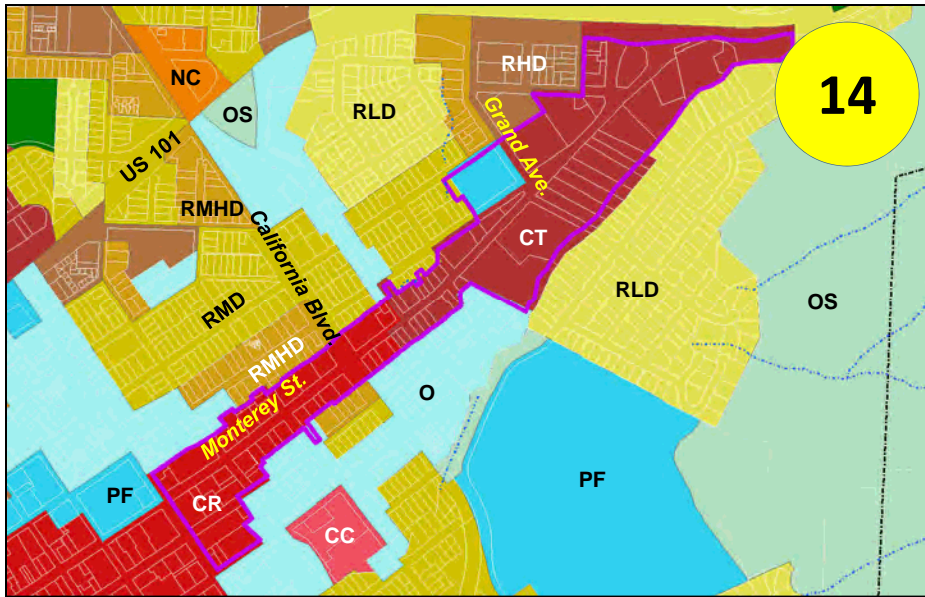 14
NC
OS
RLD
RHD
US 101
Grand Ave.
RMHD
California Blvd.
CT
RMD
RLD
OS
RMHD
Monterey St.
O
PF
CR
CC
PF